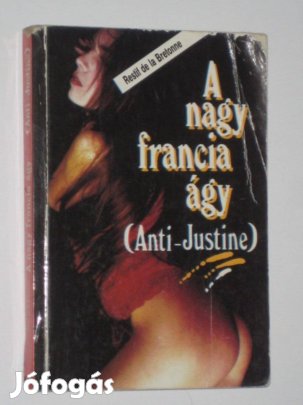 Restif de la Bretonne
A
nagy
francia
ágy
(Anti-Justine)
Jófogás